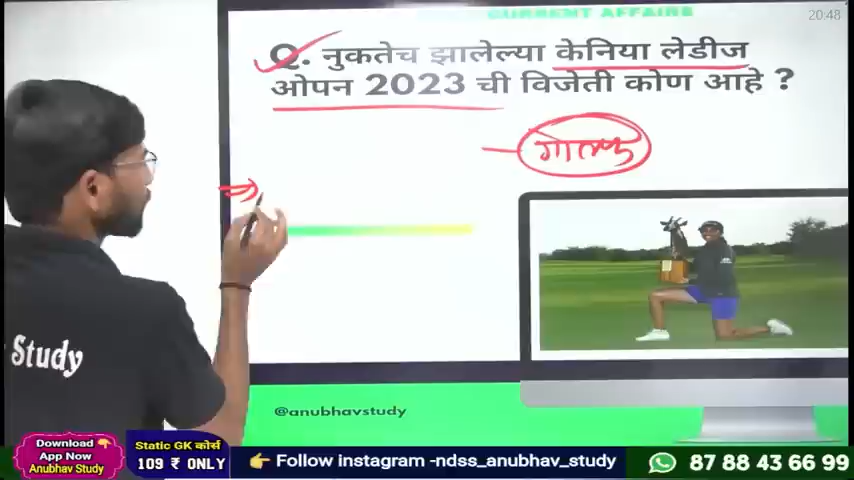 CURRENT AFFAIRS
20:48
Q. नुकतेच झालेल्या केनिया लेडीज
ओपन 2023 ची विजेती कोण आहे ?
गोल्फ
Study
@anubhavstudy
Download 👇
App Now
Anubhav Study
Static GK कोर्स
109 ₹ ONLY
👉 Follow instagram -ndss_anubhav_study
87 88 43 66 99